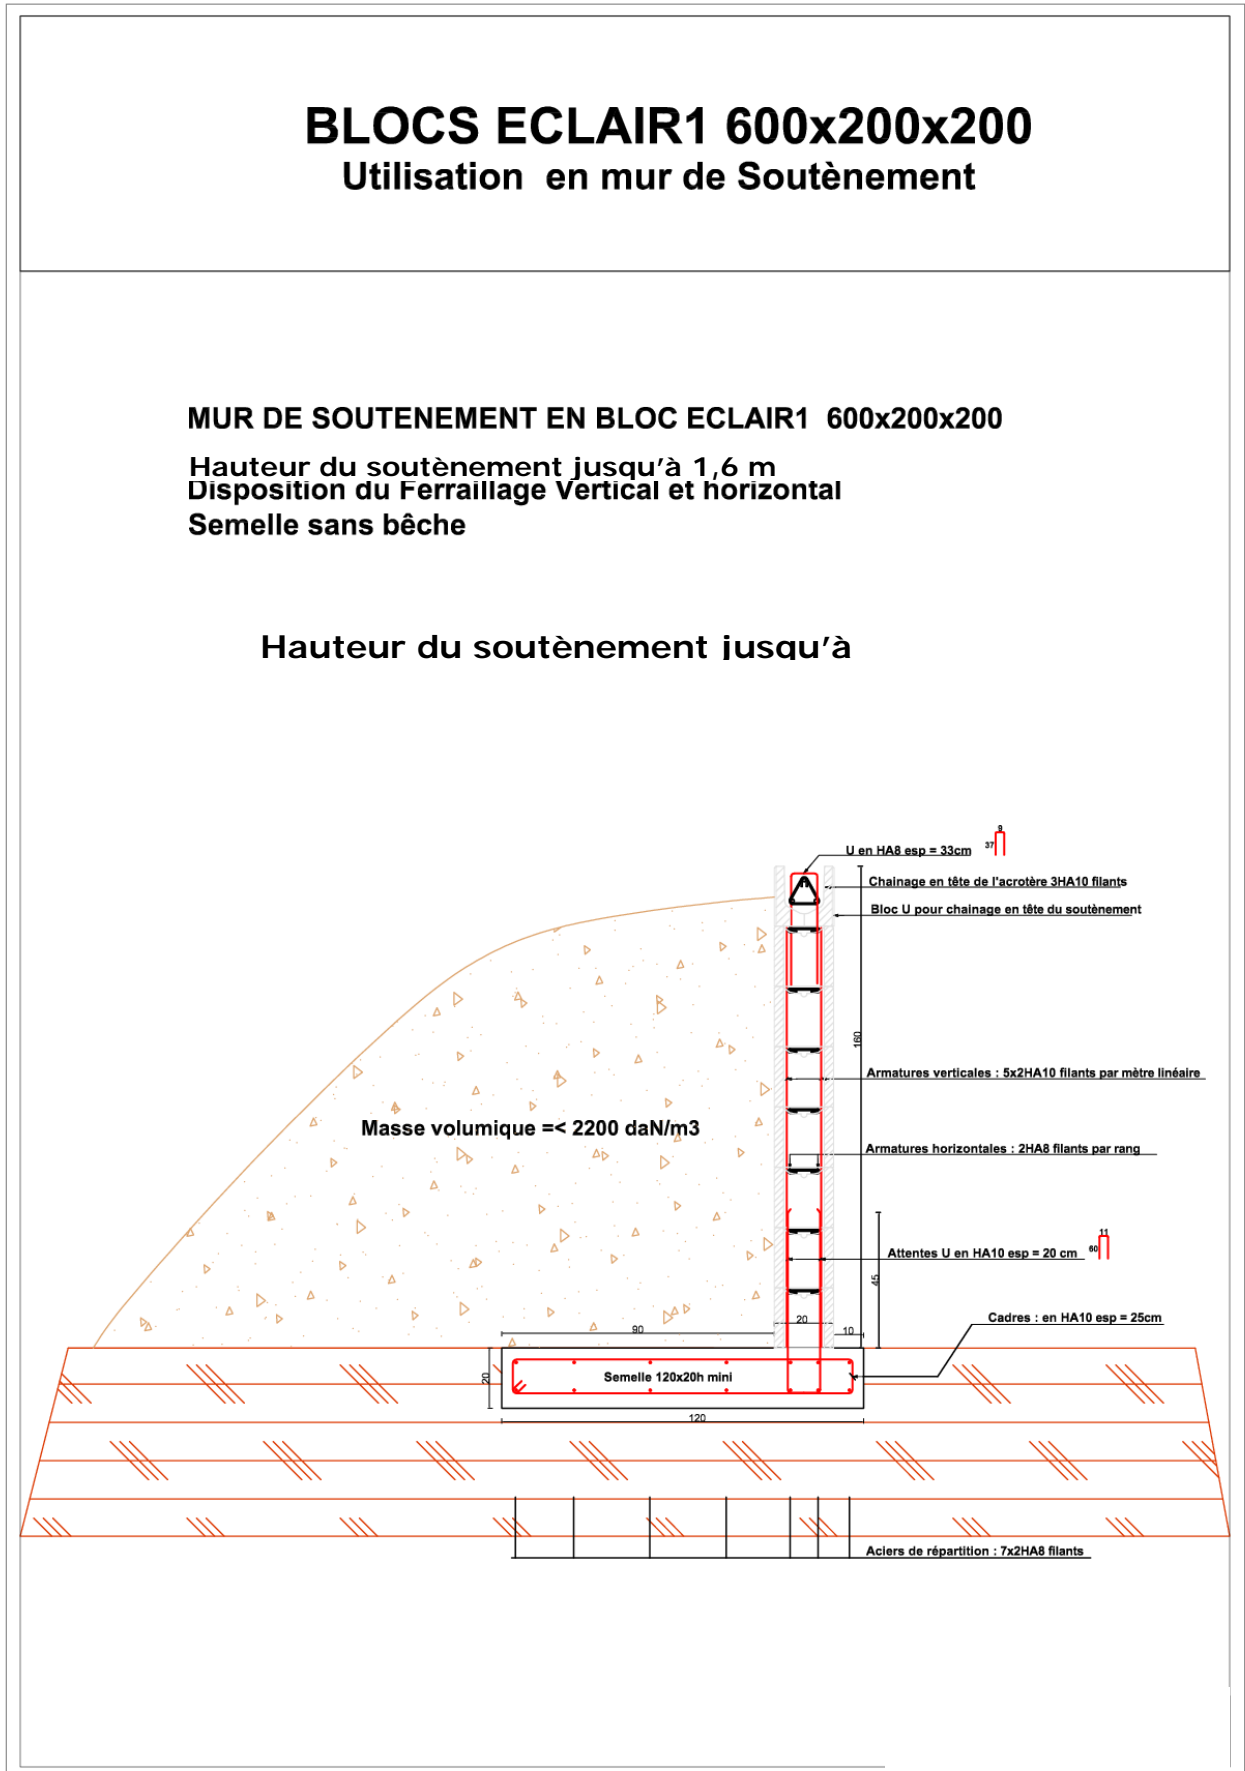 BLOCS ECLAIR1 600x200x200
Utilisation en mur de Soutènement
MUR DE SOUTENEMENT EN BLOC ECLAIR1 600x200x200
Hauteur du soutènement jusqu'à 1,6 m
Disposition du Ferraillage Vertical et horizontal
Semelle sans bêche
Hauteur du soutènement jusqu'à
9
37
U en HA8 esp = 33cm
Chainage en tête de l'acrotère 3HA10 filants
Bloc U pour chainage en tête du soutènement
160
Armatures verticales : 5x2HA10 filants par mètre linéaire
Masse volumique =< 2200 daN/m3
Armatures horizontales : 2HA8 filants par rang
11
60
Attentes U en HA10 esp = 20 cm
45
Cadres : en HA10 esp = 25cm
90
20
10
20
Semelle 120x20h mini
120
Aciers de répartition : 7x2HA8 filants